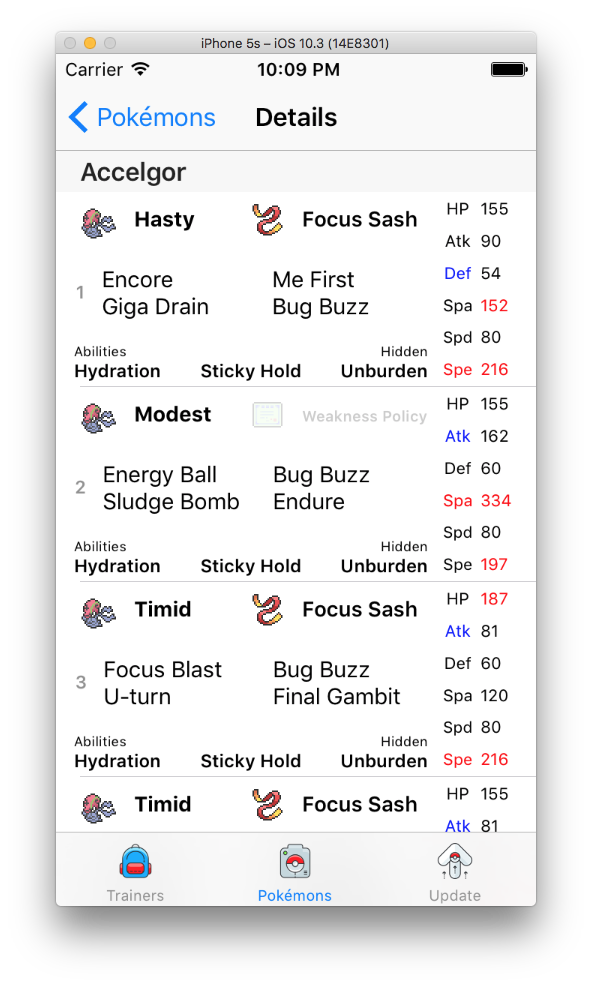 iPhone 5s – iOS 10.3 (14E8301)
Carrier 10:09 PM
Pokémons Details
Accelgor
Hasty Focus Sash
1
Encore Me First
Giga Drain Bug Buzz
Abilities Hidden
Hydration Sticky Hold Unburden
HP 155
Atk 90
Def 54
Spa 152
Spd 80
Spe 216
Modest Weakness Policy
2
Energy Ball Bug Buzz
Sludge Bomb Endure
Abilities Hidden
Hydration Sticky Hold Unburden
HP 155
Atk 162
Def 60
Spa 334
Spd 80
Spe 197
Timid Focus Sash
3
Focus Blast Bug Buzz
U-turn Final Gambit
Abilities Hidden
Hydration Sticky Hold Unburden
HP 187
Atk 81
Def 60
Spa 120
Spd 80
Spe 216
Timid Focus Sash
HP 155
Atk 81
Trainers Pokémons Update